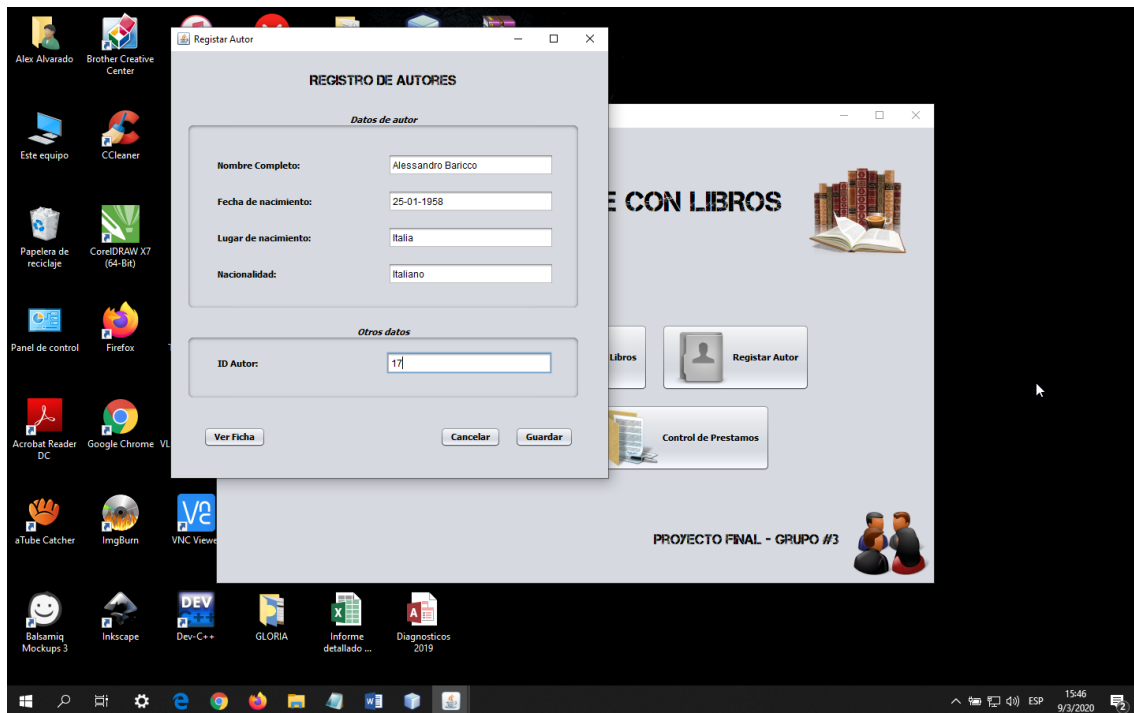 Alex Alvarado
Brother Creative
Center
Este equipo
CCleaner
Papelera de
reciclaje
CorelDRAW X7
(64-Bit)
Panel de control
Firefox
Acrobat Reader
DC
Google Chrome
aTube Catcher
ImgBurn
VNC Viewe
Balsamiq
Mockups 3
Inkscape
DEV
C++
Dev-C++
GLORIA
Informe
detallado ...
Diagnosticos
2019
Registar Autor
REGISTRO DE AUTORES
Datos de autor
Nombre Completo: Alessandro Baricco
Fecha de nacimiento: 25-01-1958
Lugar de nacimiento: Italia
Nacionalidad: Italiano
Otros datos
ID Autor: 17
Ver Ficha Cancelar Guardar
CON LIBROS
Libros
Registar Autor
Control de Prestamos
PROYECTO FINAL - GRUPO #3
ESP
15:46
9/3/2020
2